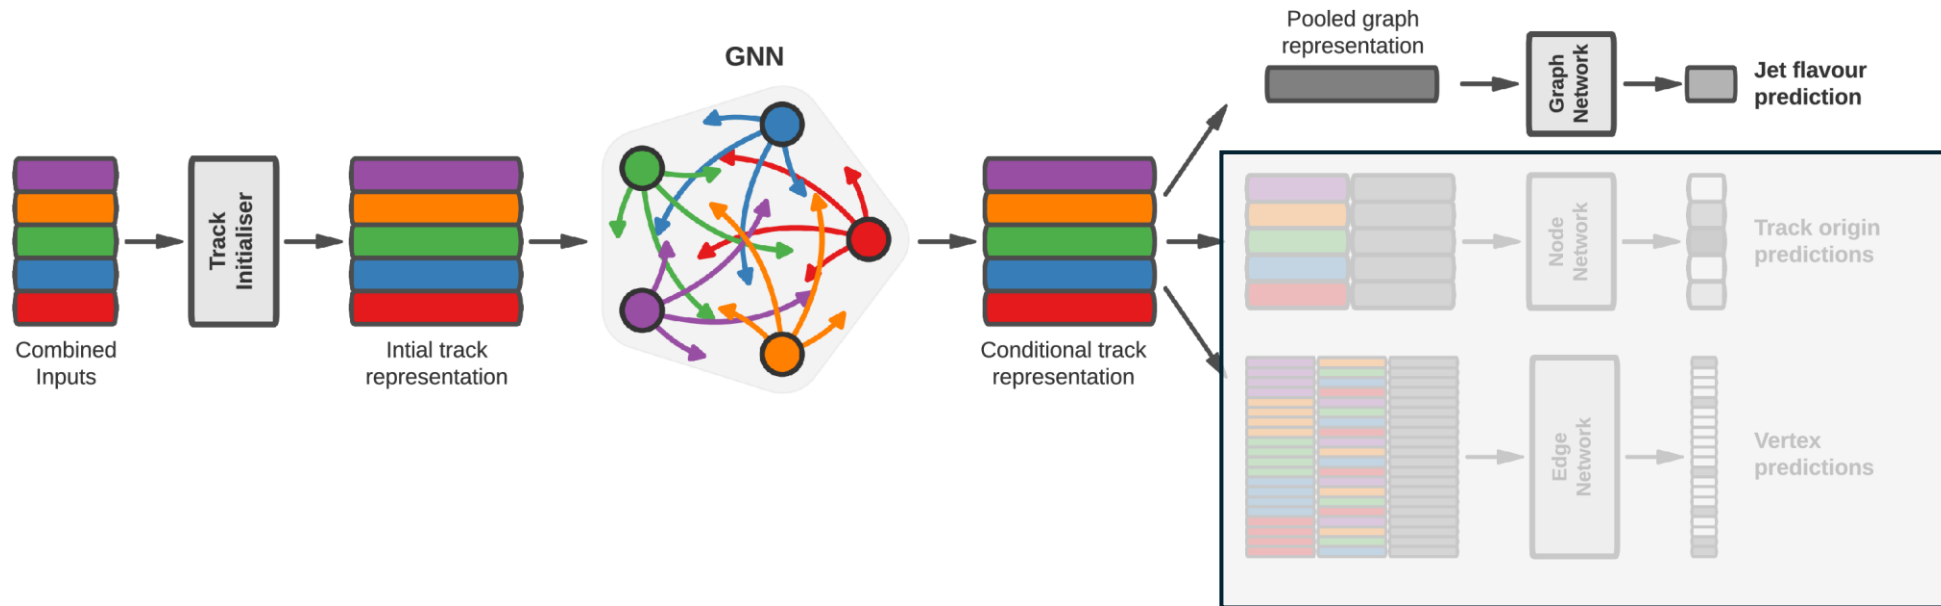 GNN
Combined
Inputs
Track
Initialiser
Intial track
representation
Conditional track
representation
Pooled graph
representation
Graph
Network
Jet flavour
prediction
Node
Network
Track origin
predictions
Edge
Network
Vertex
predictions